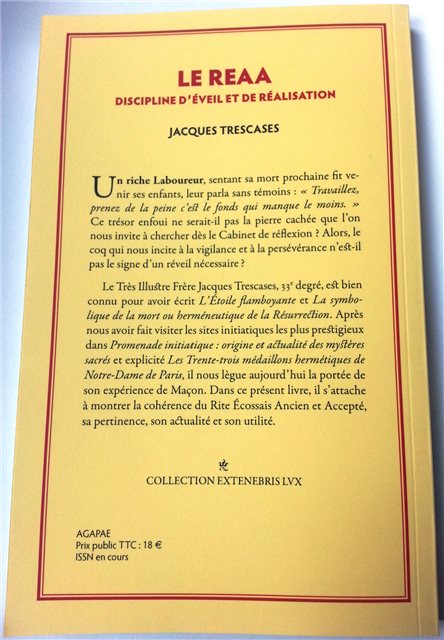 LE REAA
DISCIPLINE D'ÉVEIL ET DE RÉALISATION
JACQUES TRESCASES
Un riche Laboureur, sentant sa mort prochaine fit ve-
nir ses enfants, leur parla sans témoins : « Travaillez,
prenez de la peine c'est le fonds qui manque le moins. »
Ce trésor enfoui ne serait-il pas la pierre cachée que l'on
nous invite à chercher dès le Cabinet de réflexion ? Alors, le
coq qui nous incite à la vigilance et à la persévérance n'est-il
pas le signe d'un réveil nécessaire ?
Le Très Illustre Frère Jacques Trescases, 33e degré, est bien
connu pour avoir écrit L'Étoile flamboyante et La symbo-
lique de la mort ou herméneutique de la Résurrection. Après
nous avoir fait visiter les sites initiatiques les plus prestigieux
dans Promenade initiatique : origine et actualité des mystères
sacrés et explicité Les Trente-trois médaillons hermétiques de
Notre-Dame de Paris, il nous lègue aujourd'hui la portée de
son expérience de Maçon. Dans ce présent livre, il s'attache
à montrer la cohérence du Rite Écossais Ancien et Accepté,
sa pertinence, son actualité et son utilité.
COLLECTION EXTENEBRIS LVX
AGAPAE
Prix public TTC : 18 €
ISSN en cours